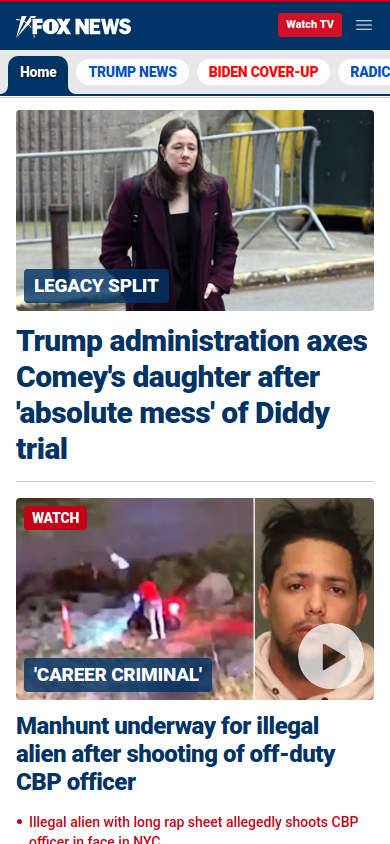 FOX NEWS
Watch TV
Home
TRUMP NEWS
BIDEN COVER-UP
RADIC
LEGACY SPLIT
Trump administration axes
Comey's daughter after
'absolute mess' of Diddy
trial
WATCH
'CAREER CRIMINAL'
Manhunt underway for illegal
alien after shooting of off-duty
CBP officer
• Illegal alien with long rap sheet allegedly shoots CBP
officer in face in NYC